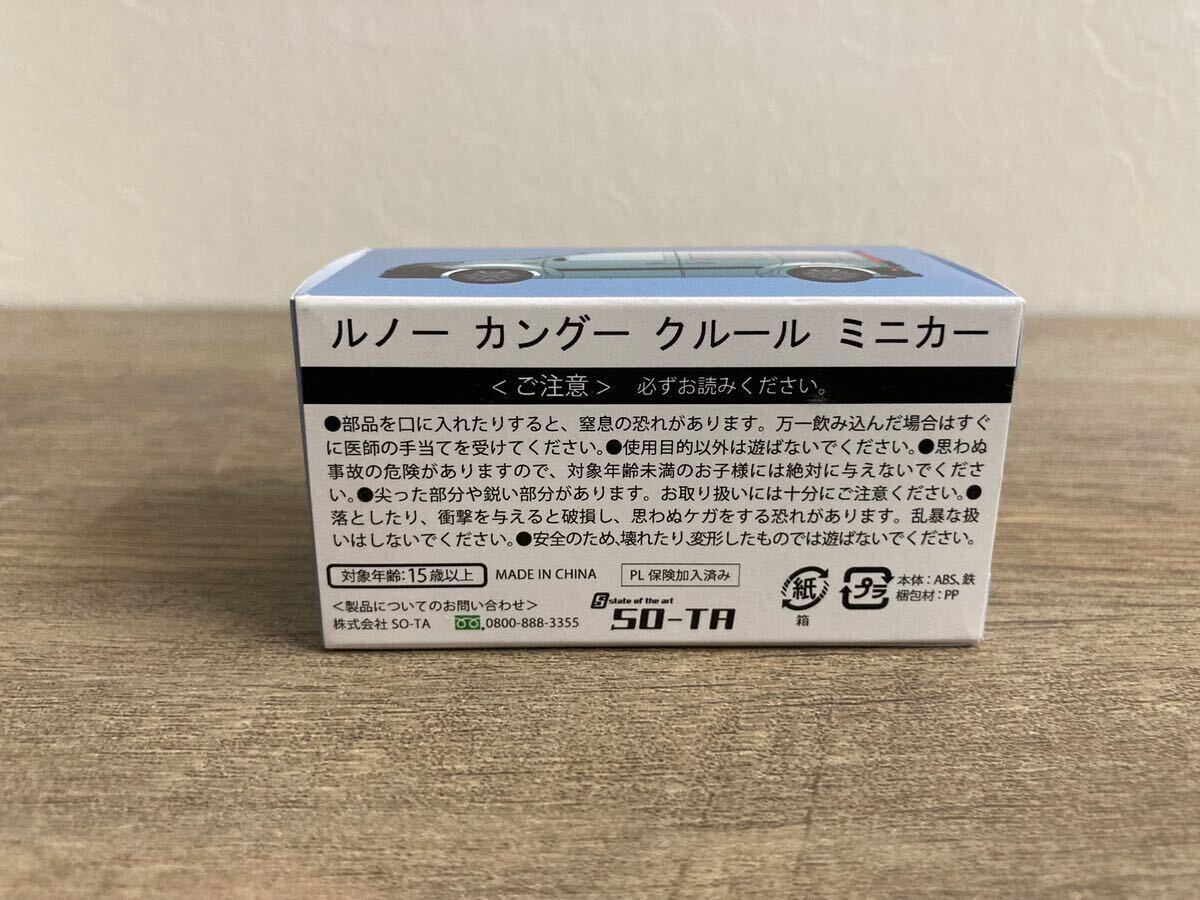 ルノー カングー クルール ミニカー
＜ご注意＞ 必ずお読みください。
●部品を口に入れたりすると、窒息の恐れがあります。万一飲み込んだ場合はすぐ
に医師の手当てを受けてください。●使用目的以外は遊ばないでください。●思わぬ
事故の危険がありますので、対象年齢未満のお子様には絶対に与えないでくださ
い。●尖った部分や鋭い部分があります。お取り扱いには十分にご注意ください。●
落としたり、衝撃を与えると破損し、思わぬケガをする恐れがあります。乱暴な扱
いはしないでください。●安全のため、壊れたり、変形したものでは遊ばないでください。
対象年齢：15歳以上 MADE IN CHINA PL保険加入済み
＜製品についてのお問い合わせ＞
株式会社 SO-TA 0800-888-3355
state of the art
SO-TA
紙
箱
プラ
本体：ABS、鉄
梱包材：PP